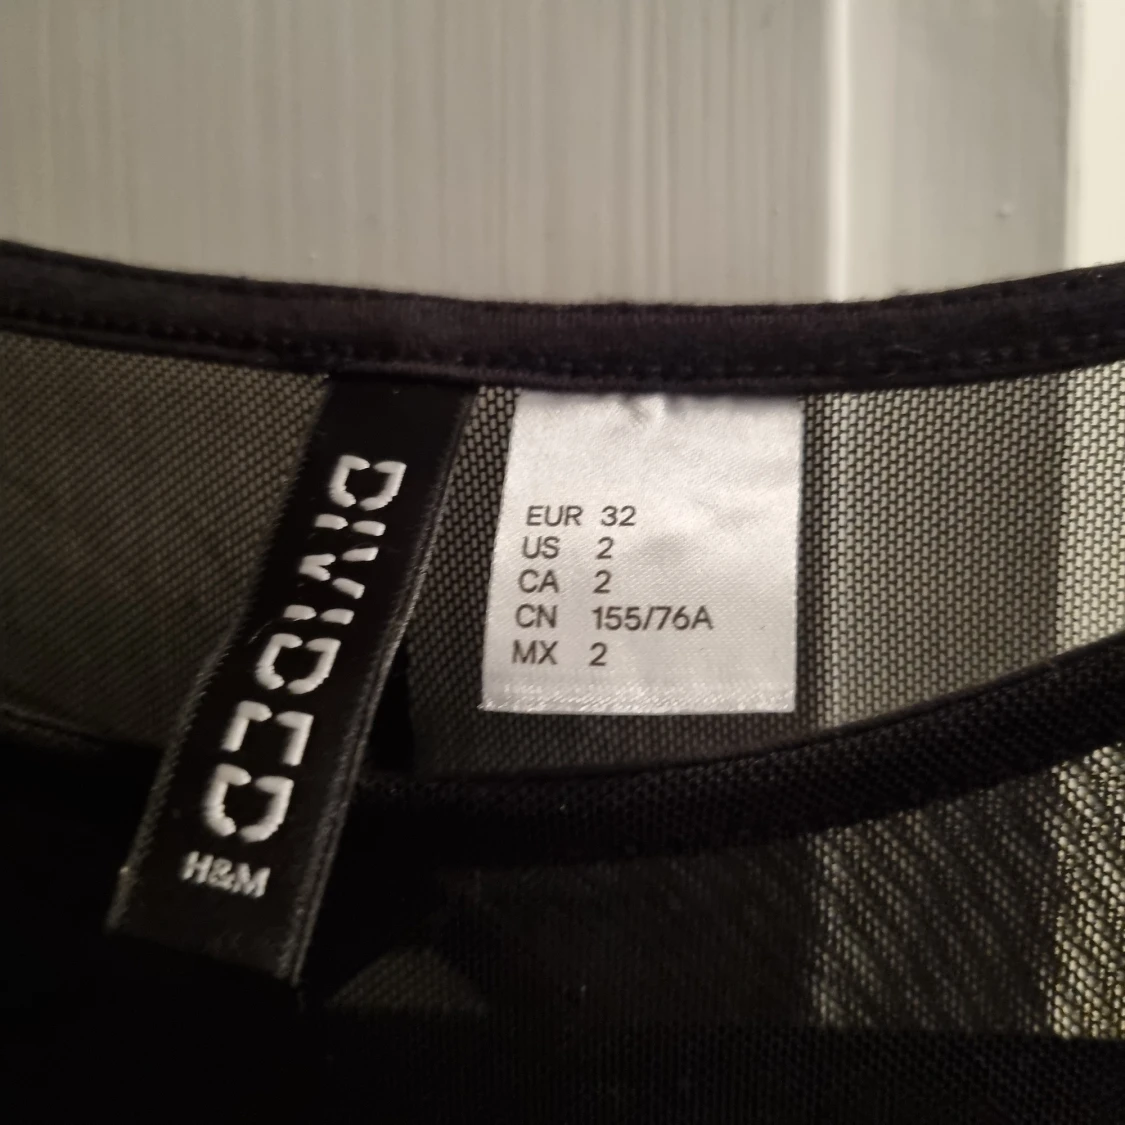 DIVIDED
H&M
EUR 32
US 2
CA 2
CN 155/76A
MX 2